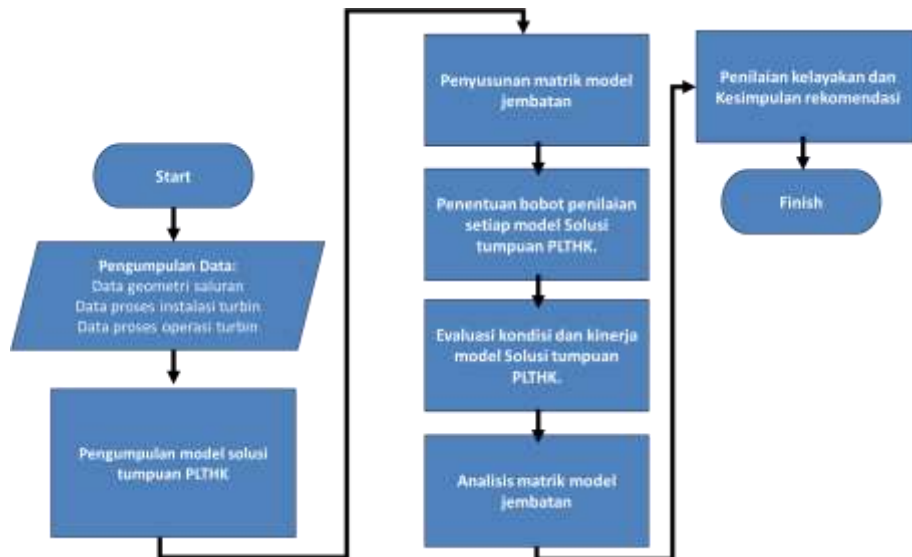 Start
Pengumpulan Data:
Data geometri saluran
Data proses instalasi turbin
Data proses operasi turbin
Pengumpulan model solusi
tumpuan PLTHK
Penyusunan matrik model
jembatan
Penentuan bobot penilaian
setiap model Solusi
tumpuan PLTHK.
Evaluasi kondisi dan kinerja
model Solusi tumpuan
PLTHK.
Analisis matrik model
jembatan
Penilaian kelayakan dan
Kesimpulan rekomendasi
Finish